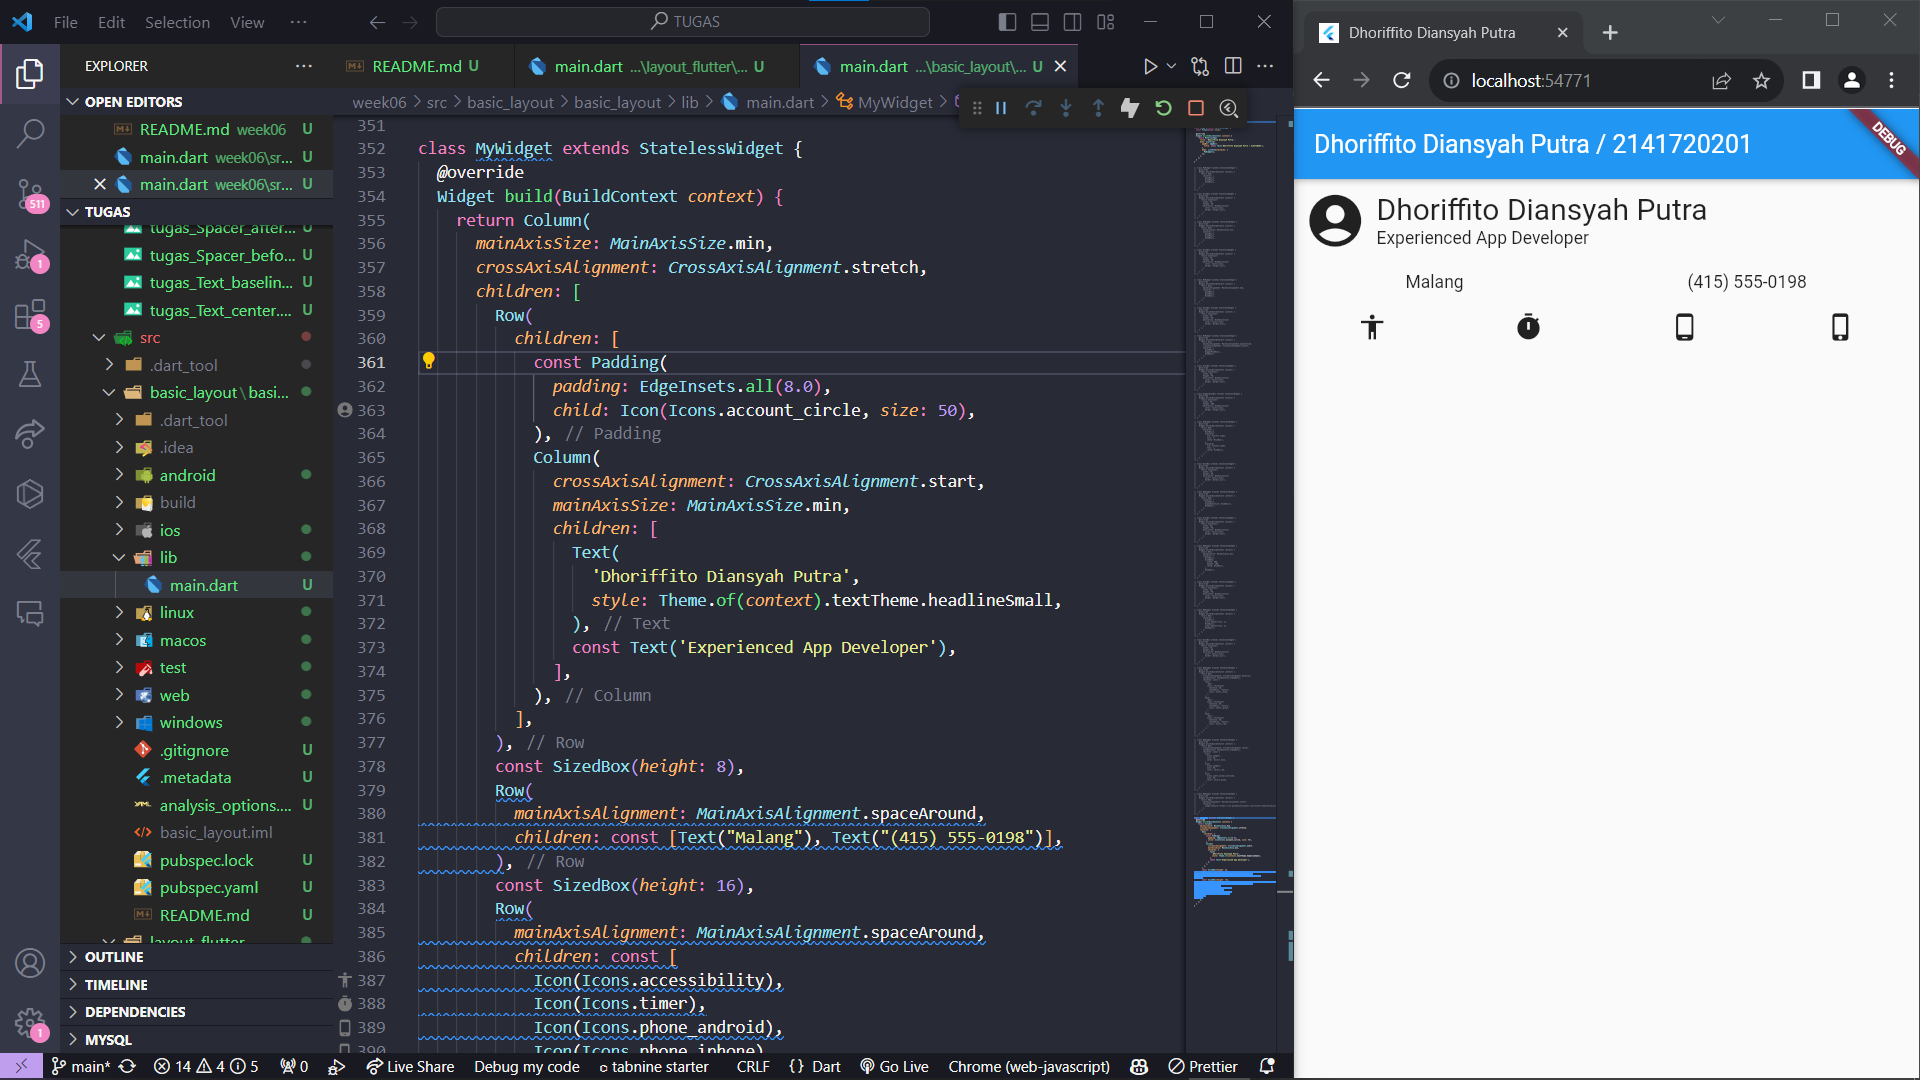 File Edit Selection View ···
TUGAS
EXPLORER
README.md U
main.dart ...\layout_flutter\... U
main.dart ...\basic_layout\... U
OPEN EDITORS
README.md week06 U
main.dart week06\sr... U
main.dart week06\sr... U
TUGAS
tugas_Spacer_after... U
tugas_Spacer_befo... U
tugas_Text_baselin... U
tugas_Text_center.... U
src
.dart_tool
basic_layout\basi...
.dart_tool
.idea
android
build
ios
lib
main.dart U
linux
macos
test
web
windows
.gitignore U
.metadata U
analysis_options.... U
basic_layout.iml
pubspec.lock U
pubspec.yaml U
README.md U
layout_flutter
OUTLINE
TIMELINE
DEPENDENCIES
MYSQL
511
1
5
1
week06 > src > basic_layout > basic_layout > lib > main.dart > MyWidget >
351
352 class MyWidget extends StatelessWidget {
353 @override
354 Widget build(BuildContext context) {
355 return Column(
356 mainAxisSize: MainAxisSize.min,
357 crossAxisAlignment: CrossAxisAlignment.stretch,
358 children: [
359 Row(
360 children: [
361 const Padding(
362 padding: EdgeInsets.all(8.0),
363 child: Icon(Icons.account_circle, size: 50),
364 ), // Padding
365 Column(
366 crossAxisAlignment: CrossAxisAlignment.start,
367 mainAxisSize: MainAxisSize.min,
368 children: [
369 Text(
370 'Dhoriffito Diansyah Putra',
371 style: Theme.of(context).textTheme.headlineSmall,
372 ), // Text
373 const Text('Experienced App Developer'),
374 ],
375 ), // Column
376 ],
377 ), // Row
378 const SizedBox(height: 8),
379 Row(
380 mainAxisAlignment: MainAxisAlignment.spaceAround,
381 children: const [Text("Malang"), Text("(415) 555-0198")],
382 ), // Row
383 const SizedBox(height: 16),
384 Row(
385 mainAxisAlignment: MainAxisAlignment.spaceAround,
386 children: const [
387 Icon(Icons.accessibility),
388 Icon(Icons.timer),
389 Icon(Icons.phone_android),
390 Icon(Icons.phone_iphone)
main* 14 4 5 0 Live Share Debug my code tabnine starter CRLF {} Dart Go Live Chrome (web-javascript) Prettier
Dhoriffito Diansyah Putra
localhost:54771
Dhoriffito Diansyah Putra / 2141720201
DEBUG
Dhoriffito Diansyah Putra
Experienced App Developer
Malang (415) 555-0198